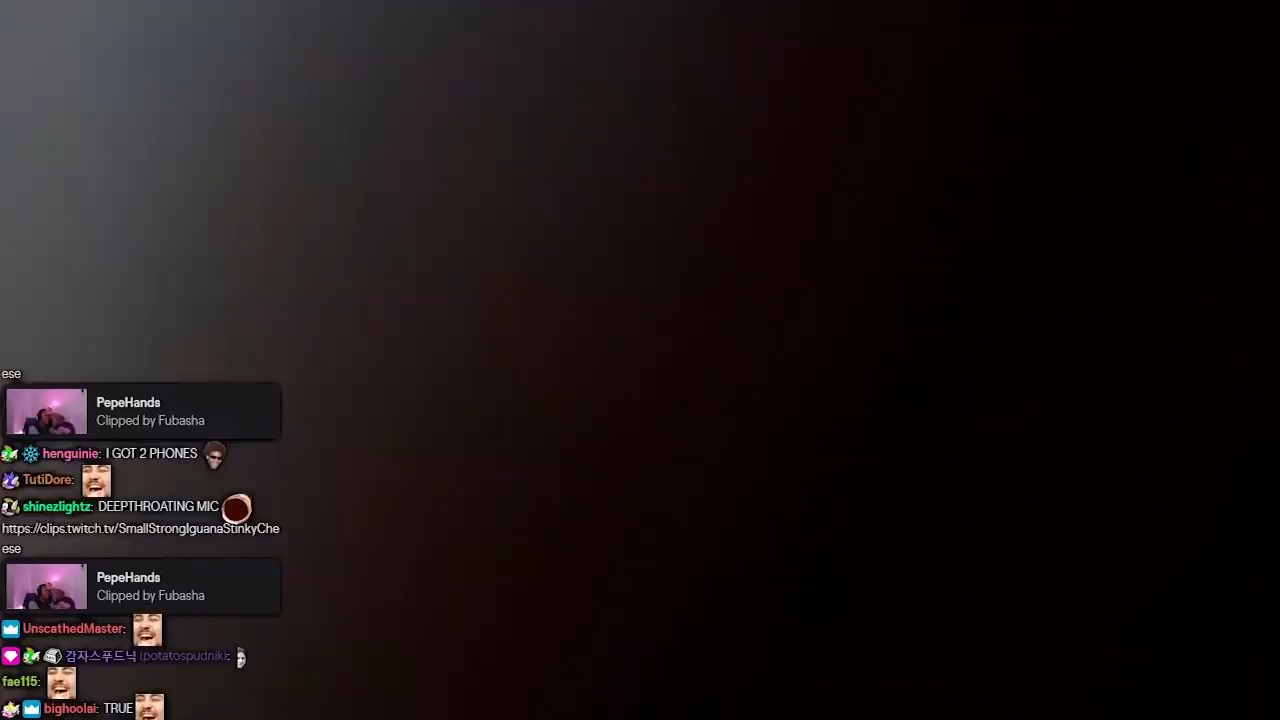 ese
PepeHands
Clipped by Fubasha
henguinie: I GOT 2 PHONES
TutiDore:
shinezlightz: DEEPTHROATING MIC
https://clips.twitch.tv/SmallStrongIguanaStinkyChe
ese
PepeHands
Clipped by Fubasha
UnscathedMaster:
감자스푸드닉 (potatospudnik):
fae115:
bighoolai: TRUE